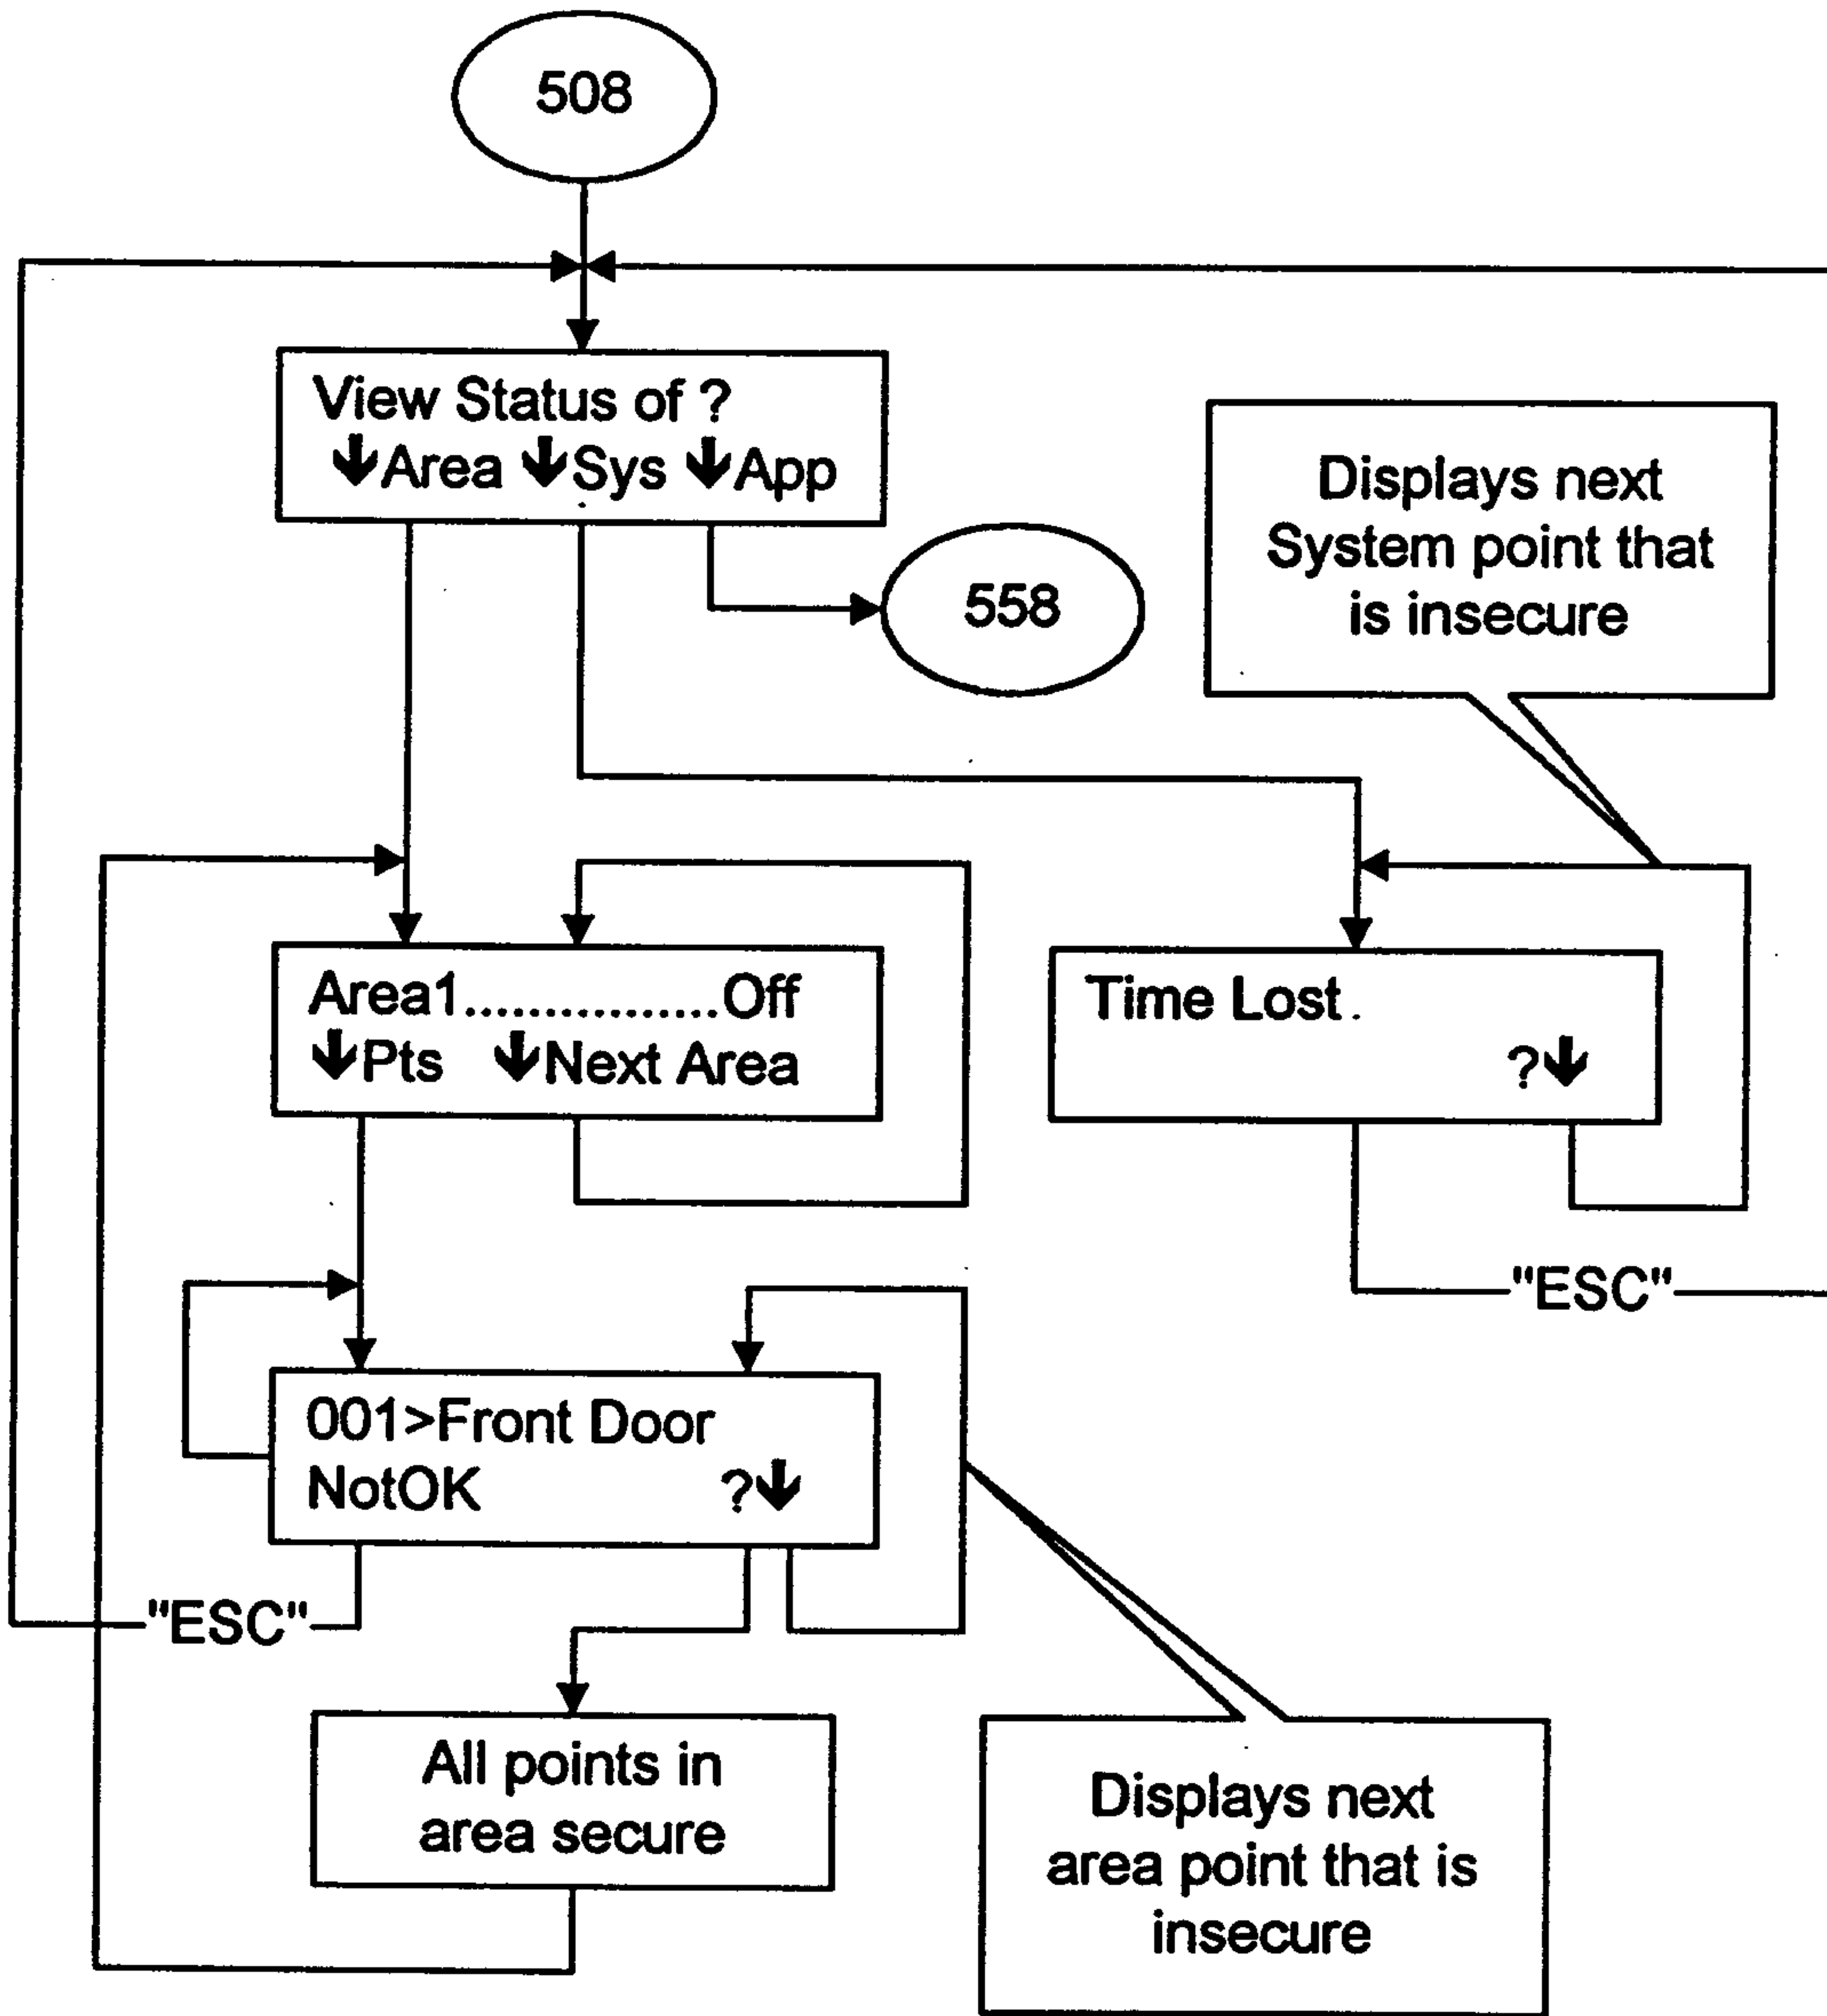 508
View Status of ?
↓Area ↓Sys ↓App
Displays next
System point that
is insecure
558
Area1................Off
↓Pts ↓Next Area
Time Lost.
?↓
"ESC"
001>Front Door
NotOK ?↓
"ESC"
All points in
area secure
Displays next
area point that is
insecure